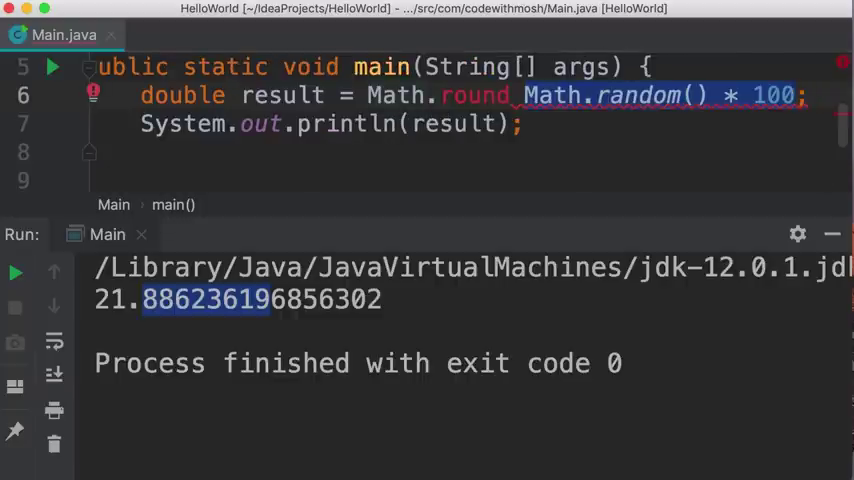 HelloWorld [~/IdeaProjects/HelloWorld] - .../src/com/codewithmosh/Main.java [HelloWorld]
Main.java
5 ublic static void main(String[] args) {
6 double result = Math.round Math.random() * 100;
7 System.out.println(result);
8
9
Main main()
Run: Main
/Library/Java/JavaVirtualMachines/jdk-12.0.1.jd
21.886236196856302
Process finished with exit code 0